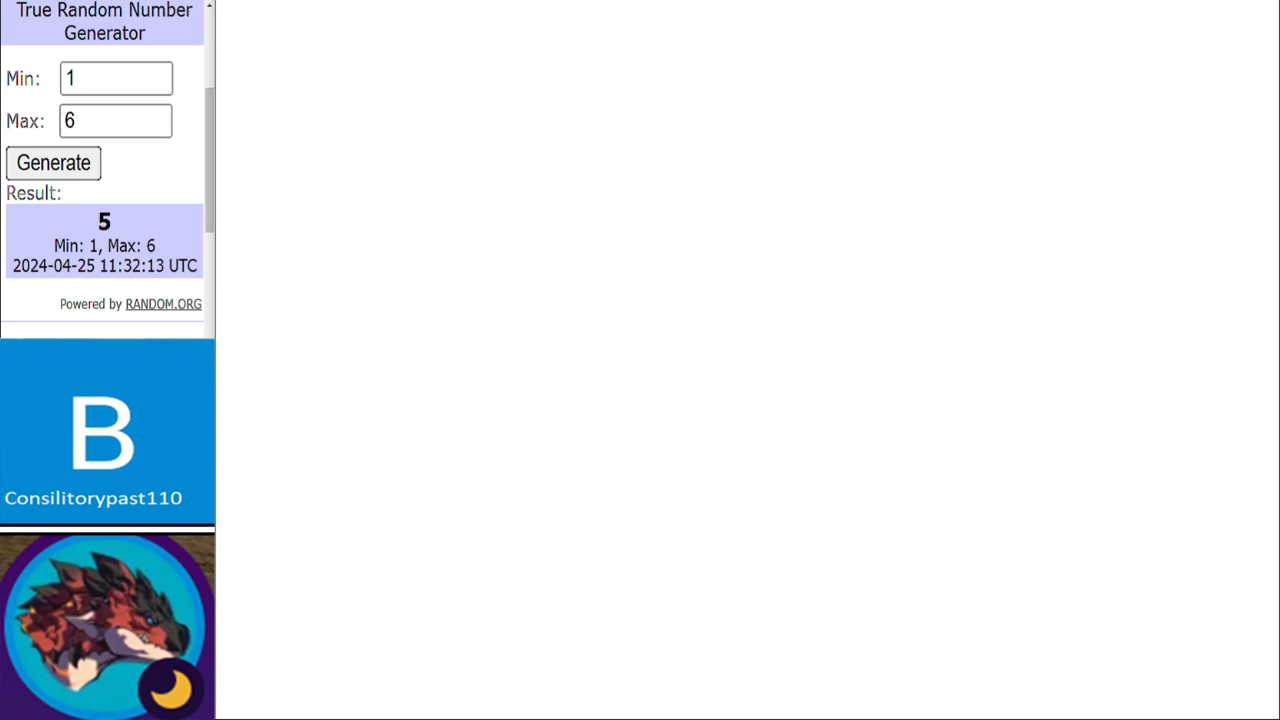 True Random Number
Generator
Min: 1
Max: 6
Generate
Result:
5
Min: 1, Max: 6
2024-04-25 11:32:13 UTC
Powered by RANDOM.ORG
B
Consilitorypast110